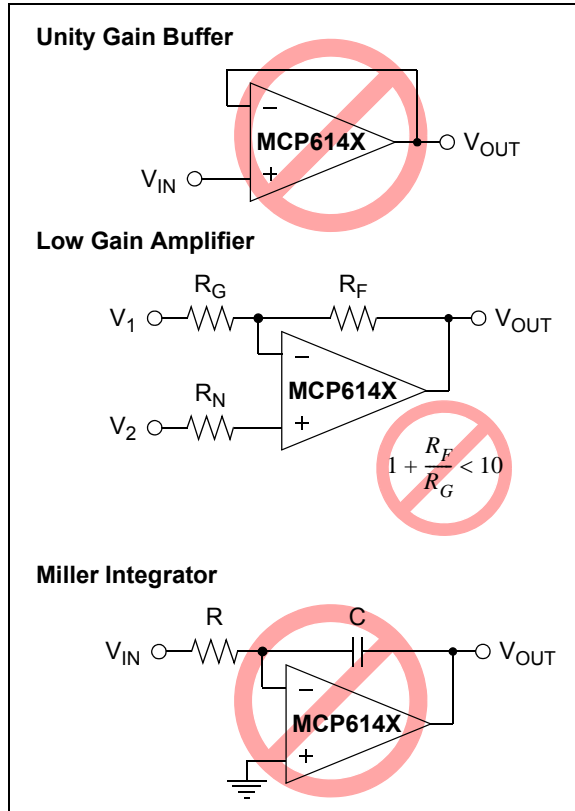 Unity Gain Buffer
−
MCP614X
+
V_IN
V_OUT
Low Gain Amplifier
R_G
R_F
V_1
V_OUT
−
MCP614X
R_N
V_2
+
1 + R_F/R_G < 10
Miller Integrator
R
C
V_IN
V_OUT
−
MCP614X
+